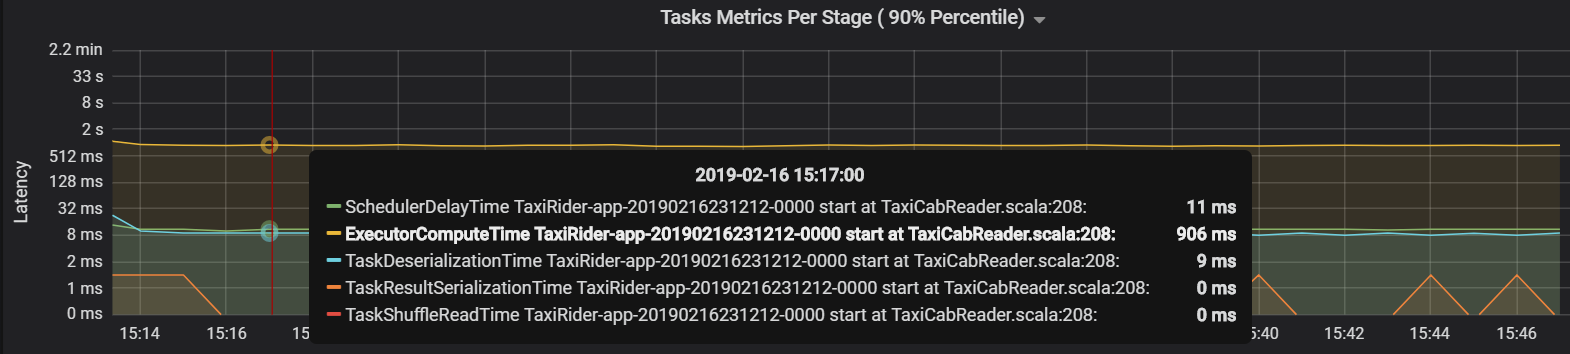 Tasks Metrics Per Stage ( 90% Percentile)
Latency
2.2 min
33 s
8 s
2 s
512 ms
128 ms
32 ms
8 ms
2 ms
1 ms
0 ms
2019-02-16 15:17:00
SchedulerDelayTime TaxiRider-app-20190216231212-0000 start at TaxiCabReader.scala:208: 11 ms
ExecutorComputeTime TaxiRider-app-20190216231212-0000 start at TaxiCabReader.scala:208: 906 ms
TaskDeserializationTime TaxiRider-app-20190216231212-0000 start at TaxiCabReader.scala:208: 9 ms
TaskResultSerializationTime TaxiRider-app-20190216231212-0000 start at TaxiCabReader.scala:208: 0 ms
TaskShuffleReadTime TaxiRider-app-20190216231212-0000 start at TaxiCabReader.scala:208: 0 ms
15:14 15:16 15 5:40 15:42 15:44 15:46